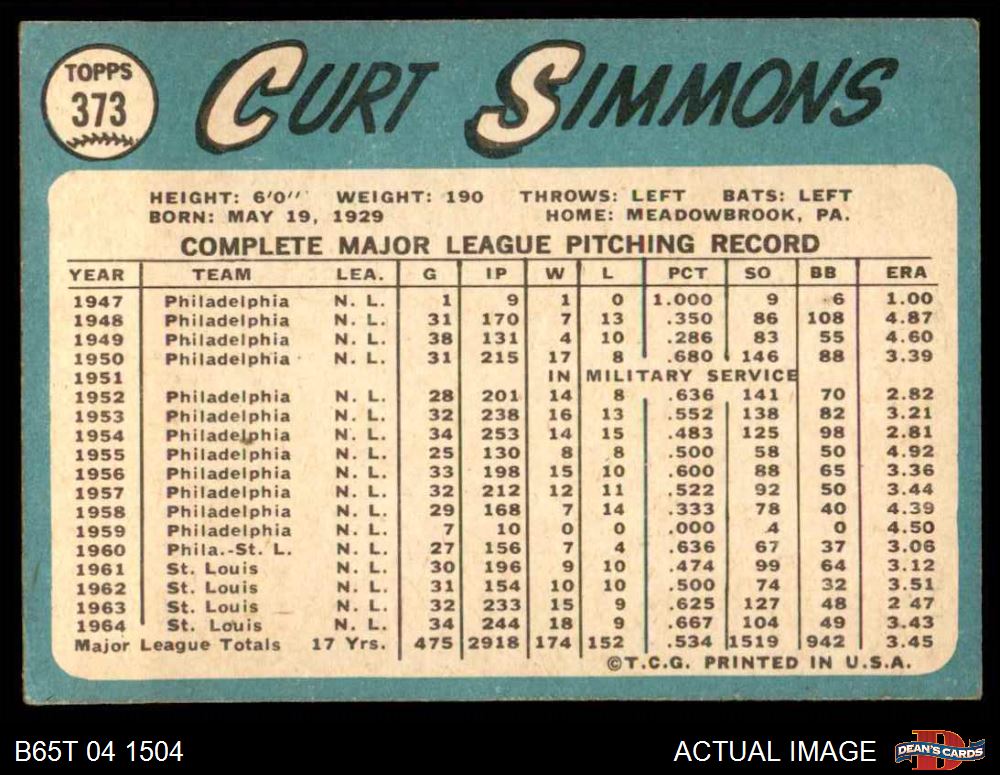 TOPPS
373
CURT SIMMONS
HEIGHT: 6'0" WEIGHT: 190 THROWS: LEFT BATS: LEFT
BORN: MAY 19, 1929 HOME: MEADOWBROOK, PA.
COMPLETE MAJOR LEAGUE PITCHING RECORD
YEAR TEAM LEA. G IP W L PCT SO BB ERA
1947 Philadelphia N. L. 1 9 1 0 1.000 9 6 1.00
1948 Philadelphia N. L. 31 170 7 13 .350 86 108 4.87
1949 Philadelphia N. L. 38 131 4 10 .286 83 55 4.60
1950 Philadelphia N. L. 31 215 17 8 .680 146 88 3.39
1951 IN MILITARY SERVICE
1952 Philadelphia N. L. 28 201 14 8 .636 141 70 2.82
1953 Philadelphia N. L. 32 238 16 13 .552 138 82 3.21
1954 Philadelphia N. L. 34 253 14 15 .483 125 98 2.81
1955 Philadelphia N. L. 25 130 8 8 .500 58 50 4.92
1956 Philadelphia N. L. 33 198 15 10 .600 88 65 3.36
1957 Philadelphia N. L. 32 212 12 11 .522 92 50 3.44
1958 Philadelphia N. L. 29 168 7 14 .333 78 40 4.39
1959 Philadelphia N. L. 7 10 0 0 .000 4 0 4.50
1960 Phila.-St. L. N. L. 27 156 7 4 .636 67 37 3.06
1961 St. Louis N. L. 30 196 9 10 .474 99 64 3.12
1962 St. Louis N. L. 31 154 10 10 .500 74 32 3.51
1963 St. Louis N. L. 32 233 15 9 .625 127 48 2 47
1964 St. Louis N. L. 34 244 18 9 .667 104 49 3.43
Major League Totals 17 Yrs. 475 2918 174 152 .534 1519 942 3.45
©T.C.G. PRINTED IN U.S.A.
B65T 04 1504 ACTUAL IMAGE DEAN'S CARDS